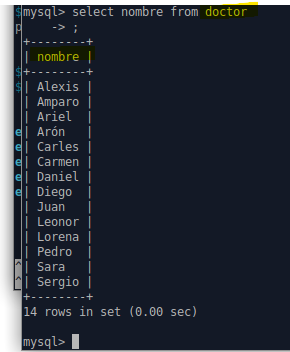 mysql> select nombre from doctor
    -> ;
+--------+
| nombre |
+--------+
| Alexis |
| Amparo |
| Ariel  |
| Arón   |
| Carles |
| Carmen |
| Daniel |
| Diego  |
| Juan   |
| Leonor |
| Lorena |
| Pedro  |
| Sara   |
| Sergio |
+--------+
14 rows in set (0.00 sec)
mysql>